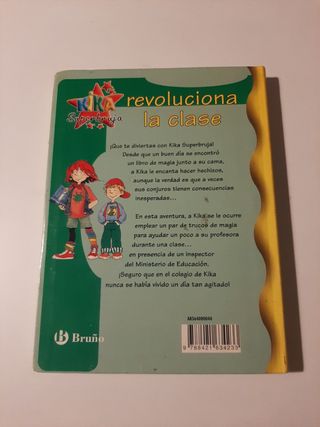 KIKA
Superbruja
revoluciona
la clase
¡Que te diviertas con Kika Superbruja!
Desde que un buen día se encontró
un libro de magia junto a su cama,
a Kika le encanta hacer hechizos,
aunque la verdad es que a veces
sus conjuros tienen consecuencias
inesperadas...
En esta aventura, a Kika se le ocurre
emplear un par de trucos de magia
para ayudar un poco a su profesora
durante una clase...
en presencia de un inspector
del Ministerio de Educación.
¡Seguro que en el colegio de Kika
nunca se había vivido un día tan agitado!
Bruño
9 788421 634233